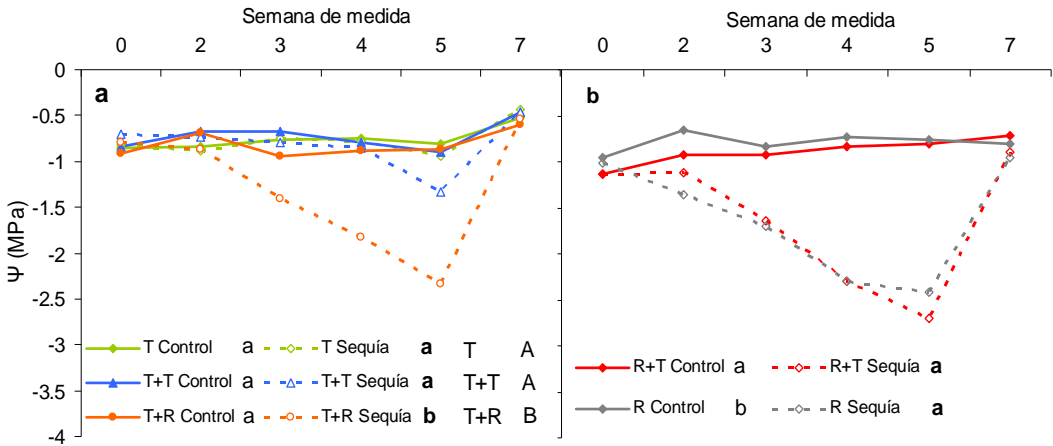 Semana de medida
0 2 3 4 5 7
Semana de medida
0 2 3 4 5 7
Ψ (MPa)
0
-0.5
-1
-1.5
-2
-2.5
-3
-3.5
-4
a
T Control a T Sequía a T A
T+T Control a T+T Sequía a T+T A
T+R Control a T+R Sequía b T+R B
b
R+T Control a R+T Sequía a
R Control b R Sequía a